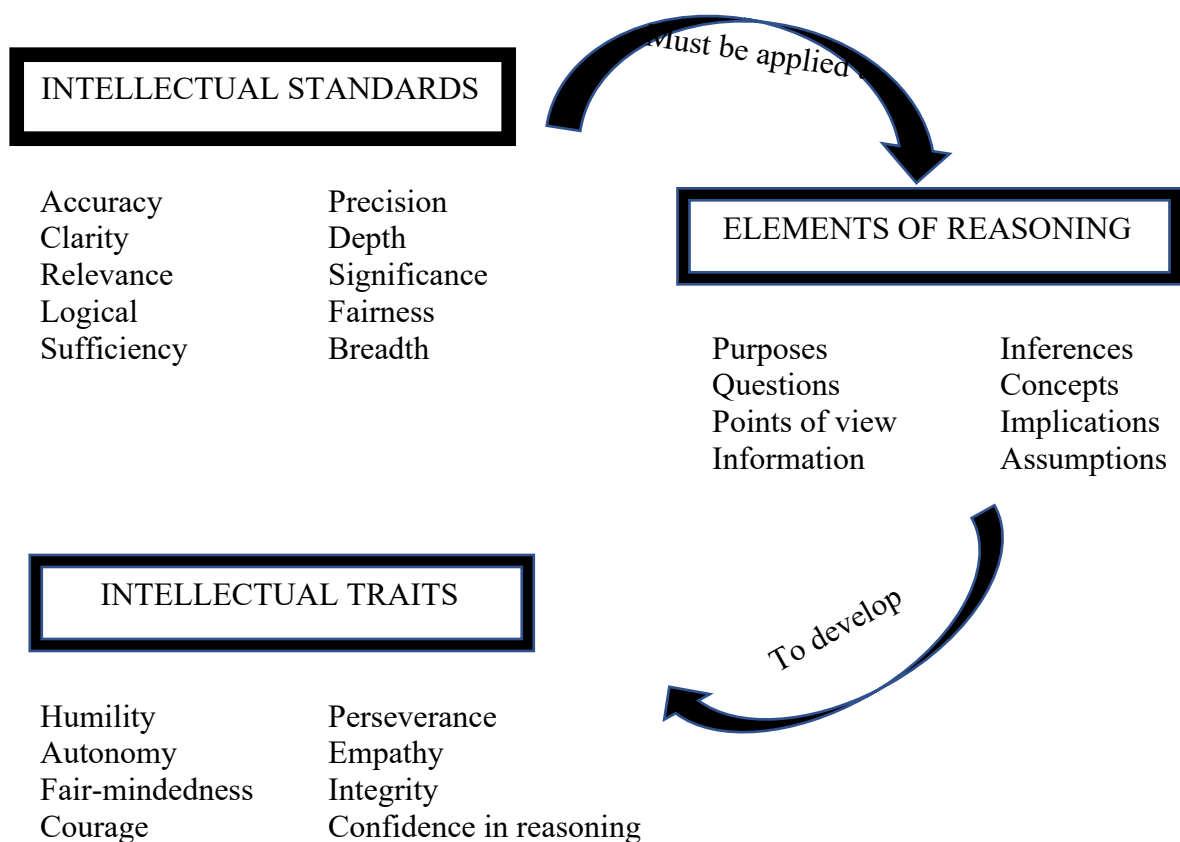 Must be applied
INTELLECTUAL STANDARDS
Accuracy Precision
Clarity Depth
Relevance Significance
Logical Fairness
Sufficiency Breadth
ELEMENTS OF REASONING
Purposes Inferences
Questions Concepts
Points of view Implications
Information Assumptions
To develop
INTELLECTUAL TRAITS
Humility Perseverance
Autonomy Empathy
Fair-mindedness Integrity
Courage Confidence in reasoning